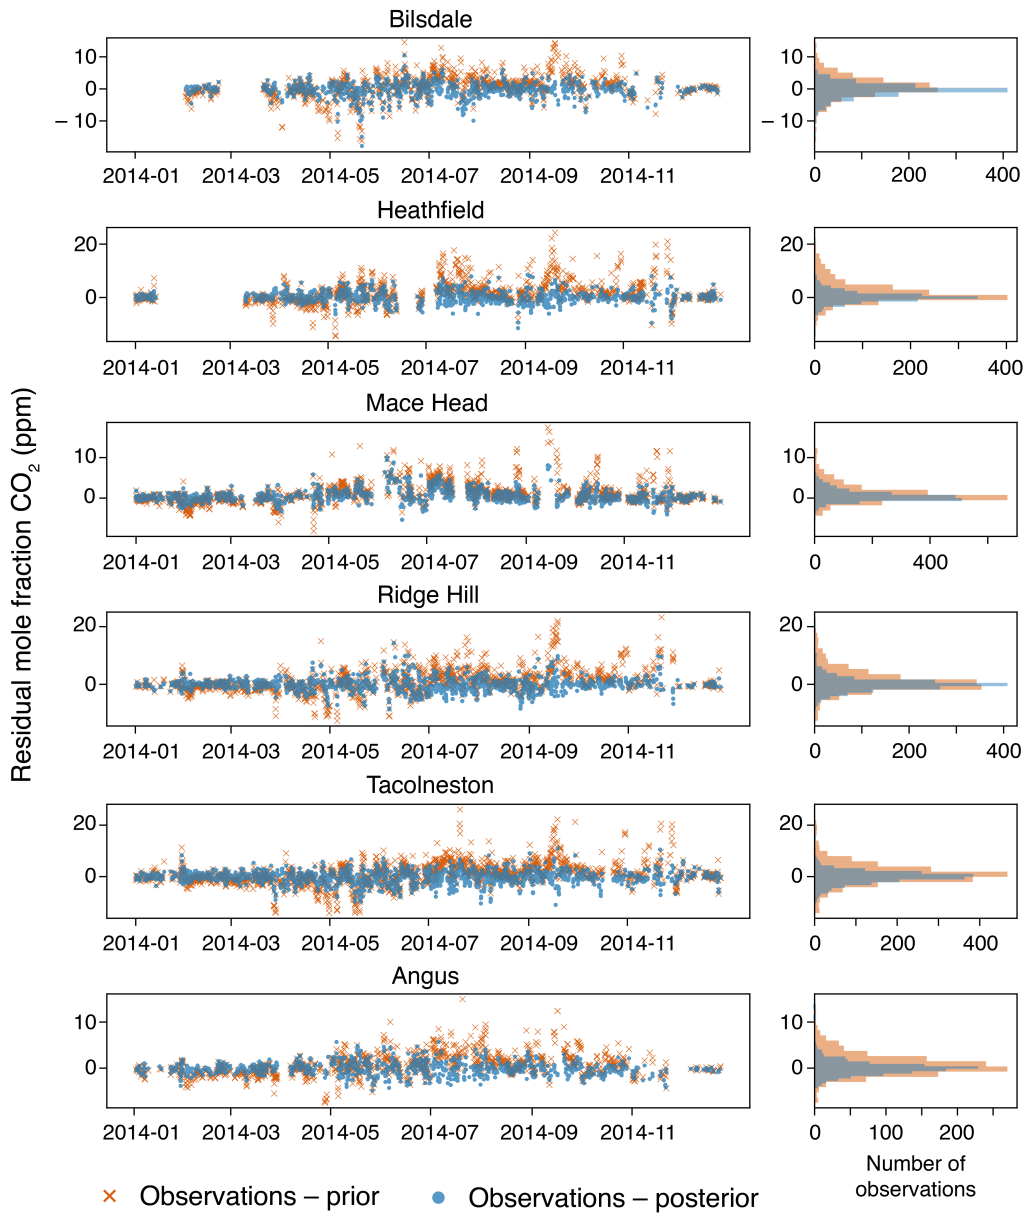 Bilsdale
10
0
– 10
2014-01 2014-03 2014-05 2014-07 2014-09 2014-11
10
0
– 10
0 200 400
Heathfield
20
0
2014-01 2014-03 2014-05 2014-07 2014-09 2014-11
20
0
0 200 400
Mace Head
10
0
2014-01 2014-03 2014-05 2014-07 2014-09 2014-11
10
0
0 400
Residual mole fraction CO2 (ppm)
Ridge Hill
20
0
2014-01 2014-03 2014-05 2014-07 2014-09 2014-11
20
0
0 200 400
Tacolneston
20
0
2014-01 2014-03 2014-05 2014-07 2014-09 2014-11
20
0
0 200 400
Angus
10
0
2014-01 2014-03 2014-05 2014-07 2014-09 2014-11
10
0
0 100 200
Number of
observations
Observations – prior
Observations – posterior